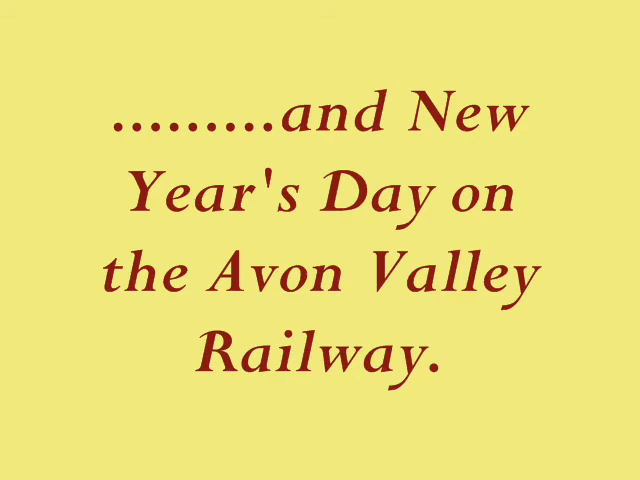 .........and New
Year's Day on
the Avon Valley
Railway.